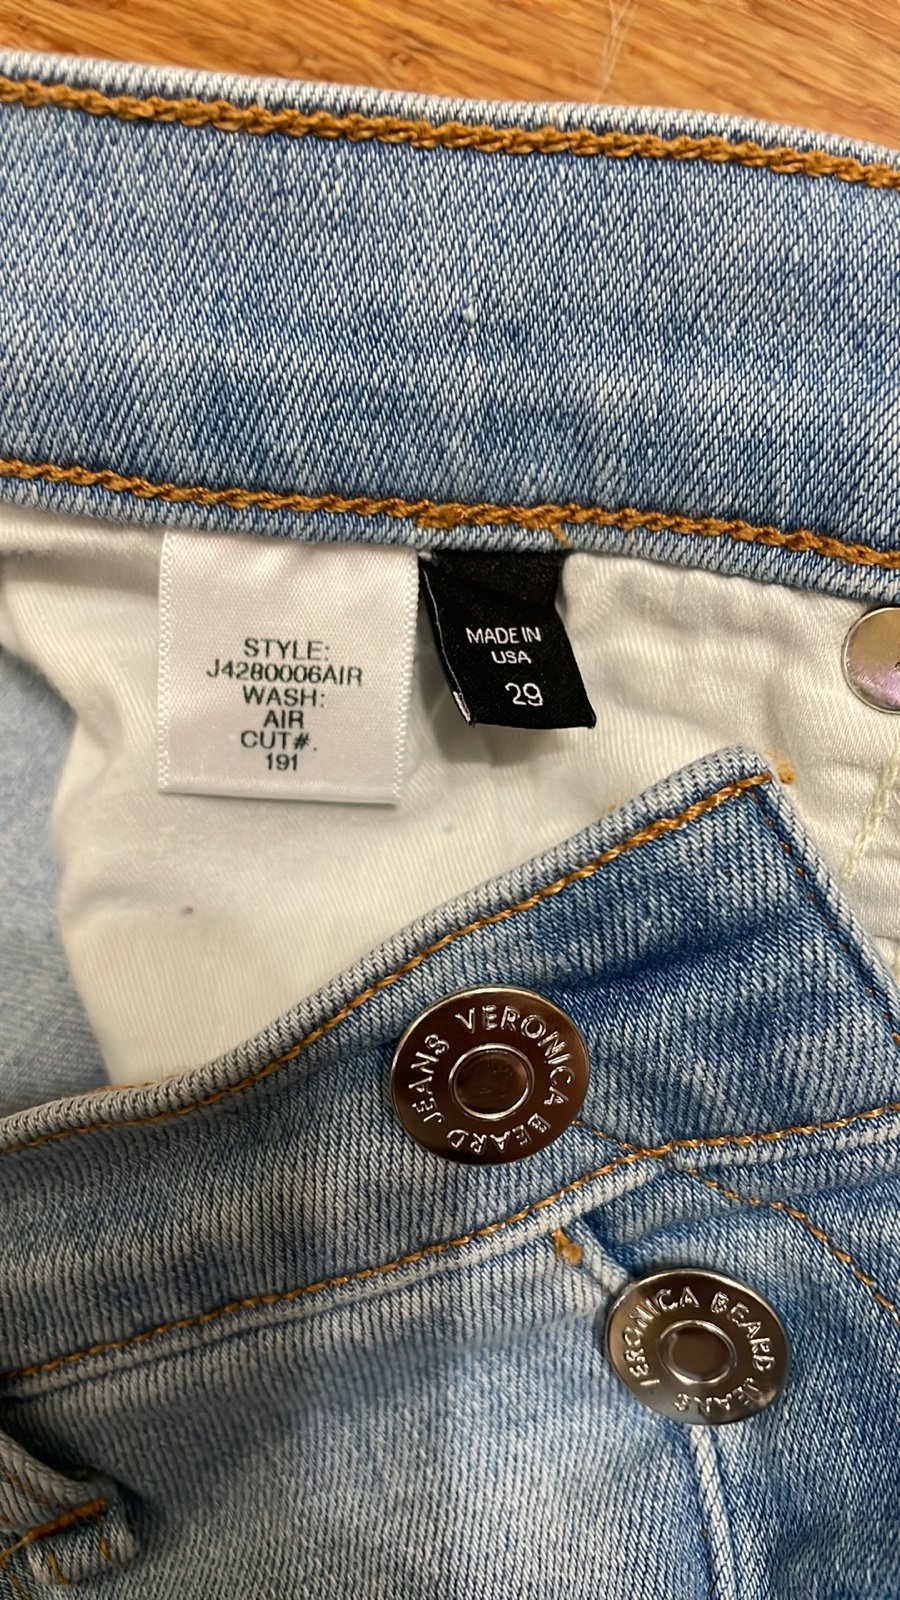 STYLE:
J4280006AIR
WASH:
AIR
CUT#.
191
MADE IN
USA
29
VERONICA BEARD JEANS
VERONICA BEARD JEANS